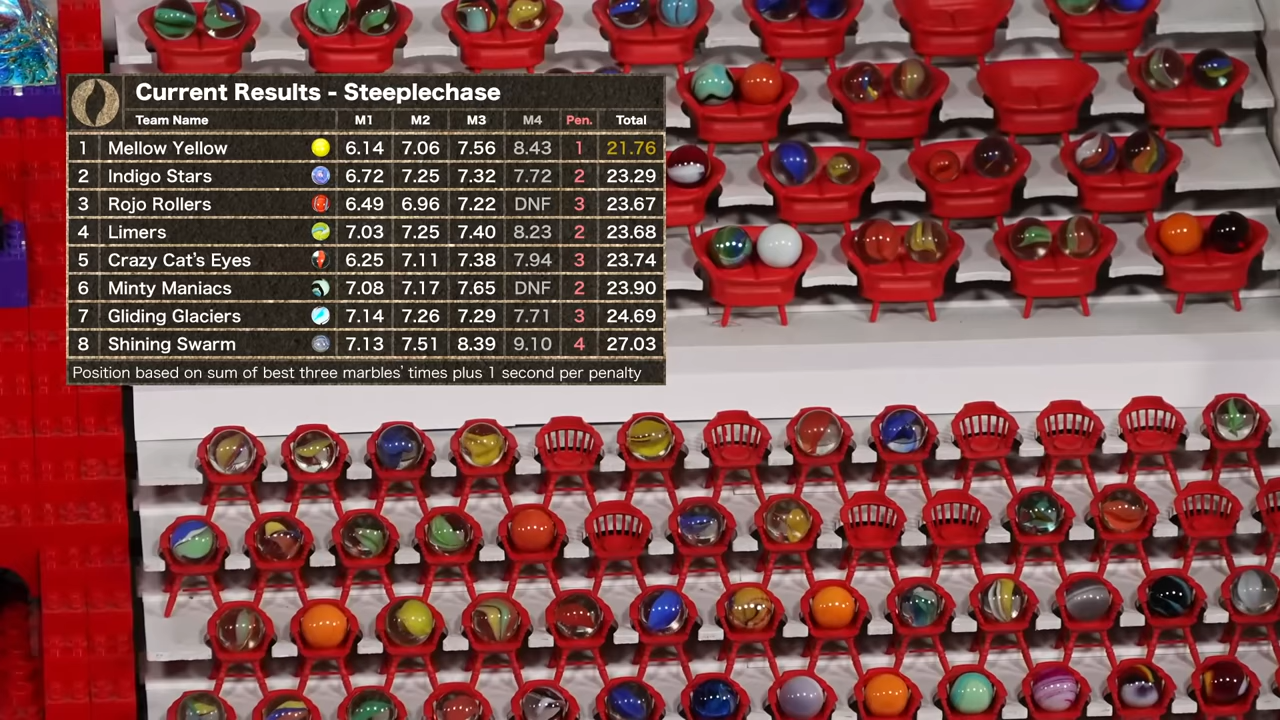 Current Results - Steeplechase
Team Name M1 M2 M3 M4 Pen. Total
1 Mellow Yellow 6.14 7.06 7.56 8.43 1 21.76
2 Indigo Stars 6.72 7.25 7.32 7.72 2 23.29
3 Rojo Rollers 6.49 6.96 7.22 DNF 3 23.67
4 Limers 7.03 7.25 7.40 8.23 2 23.68
5 Crazy Cat's Eyes 6.25 7.11 7.38 7.94 3 23.74
6 Minty Maniacs 7.08 7.17 7.65 DNF 2 23.90
7 Gliding Glaciers 7.14 7.26 7.29 7.71 3 24.69
8 Shining Swarm 7.13 7.51 8.39 9.10 4 27.03
Position based on sum of best three marbles' times plus 1 second per penalty